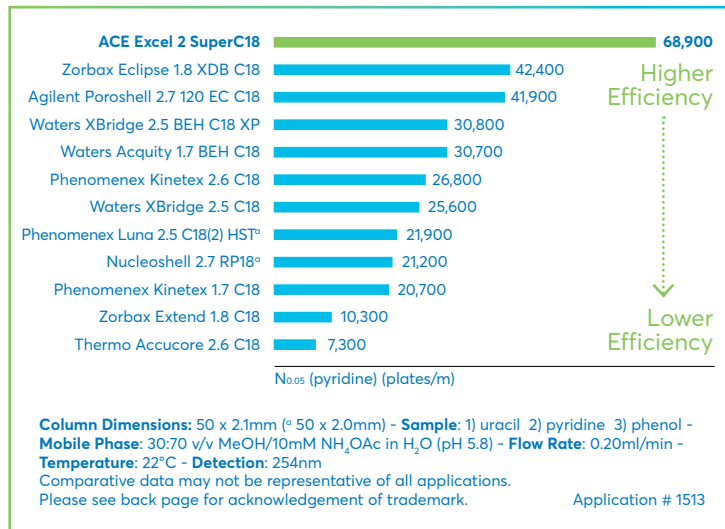 ACE Excel 2 SuperC18 68,900
Zorbax Eclipse 1.8 XDB C18 42,400
Agilent Poroshell 2.7 120 EC C18 41,900
Waters XBridge 2.5 BEH C18 XP 30,800
Waters Acquity 1.7 BEH C18 30,700
Phenomenex Kinetex 2.6 C18 26,800
Waters XBridge 2.5 C18 25,600
Phenomenex Luna 2.5 C18(2) HSTᵃ 21,900
Nucleoshell 2.7 RP18ᵃ 21,200
Phenomenex Kinetex 1.7 C18 20,700
Zorbax Extend 1.8 C18 10,300
Thermo Accucore 2.6 C18 7,300
Higher
Efficiency
Lower
Efficiency
N₀.₀₅ (pyridine) (plates/m)
Column Dimensions: 50 x 2.1mm (ᵃ 50 x 2.0mm) - Sample: 1) uracil 2) pyridine 3) phenol -
Mobile Phase: 30:70 v/v MeOH/10mM NH₄OAc in H₂O (pH 5.8) - Flow Rate: 0.20ml/min -
Temperature: 22°C - Detection: 254nm
Comparative data may not be representative of all applications.
Please see back page for acknowledgement of trademark. Application # 1513